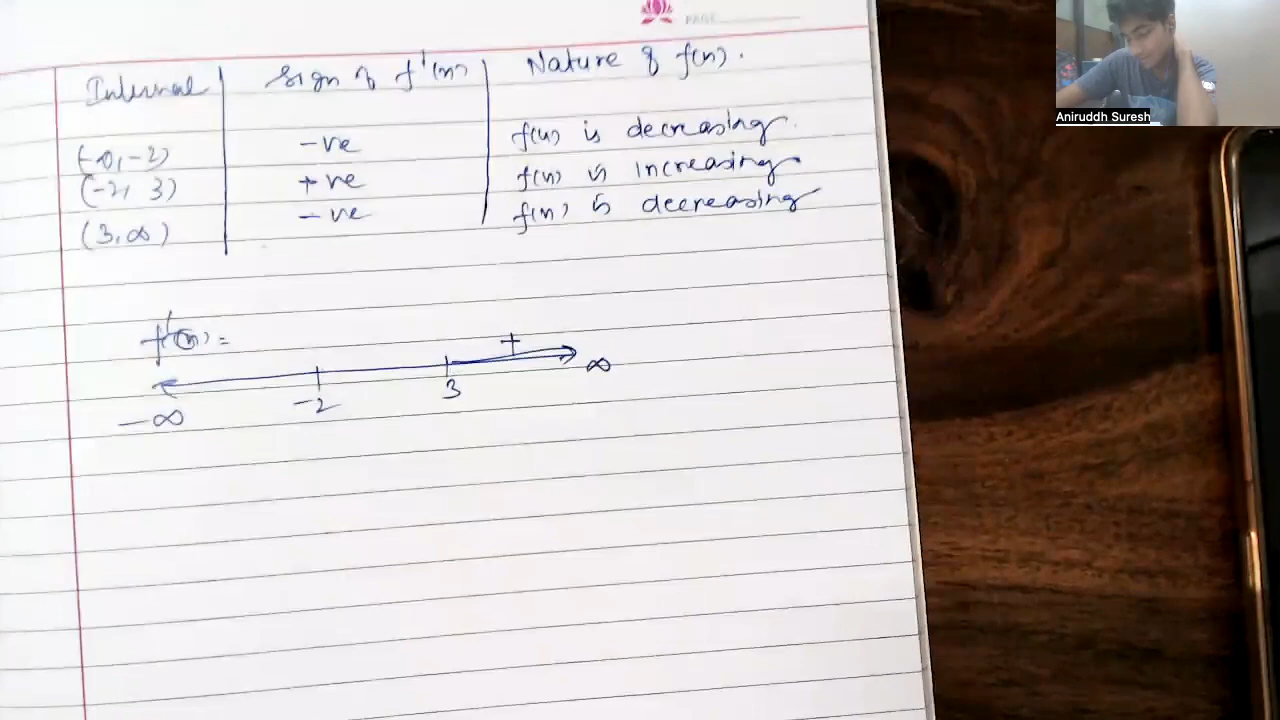 PAGE
Interval Sign of f'(x) Nature of f(x).
(-∞,-2) -ve f(x) is decreasing.
(-2, 3) +ve f(x) is increasing
(3,∞) -ve f(x) is decreasing
f'(x) =
+
-∞ -2 3 ∞
Aniruddh Suresh